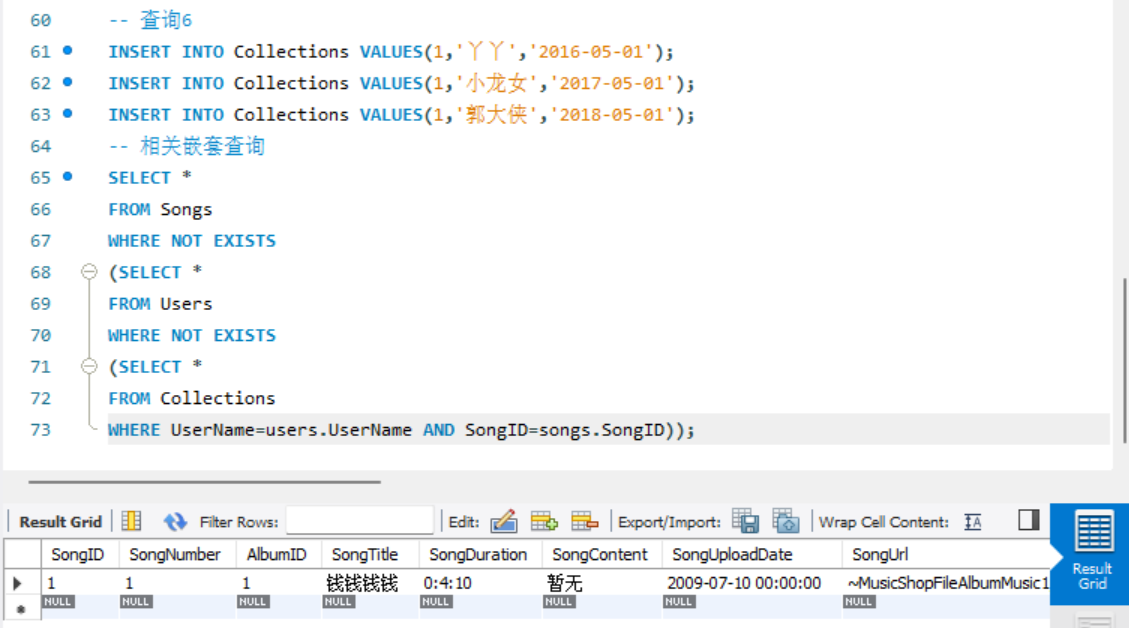 60 -- 查询6
61 INSERT INTO Collections VALUES(1,'丫丫','2016-05-01');
62 INSERT INTO Collections VALUES(1,'小龙女','2017-05-01');
63 INSERT INTO Collections VALUES(1,'郭大侠','2018-05-01');
64 -- 相关嵌套查询
65 SELECT *
66 FROM Songs
67 WHERE NOT EXISTS
68 (SELECT *
69 FROM Users
70 WHERE NOT EXISTS
71 (SELECT *
72 FROM Collections
73 WHERE UserName=users.UserName AND SongID=songs.SongID));
Result Grid Filter Rows: Edit: Export/Import: Wrap Cell Content: IA
SongID SongNumber AlbumID SongTitle SongDuration SongContent SongUploadDate SongUrl
1 1 1 钱钱钱钱 0:4:10 暂无 2009-07-10 00:00:00 ~MusicShopFileAlbumMusic1
NULL NULL NULL NULL NULL NULL NULL NULL
Result
Grid